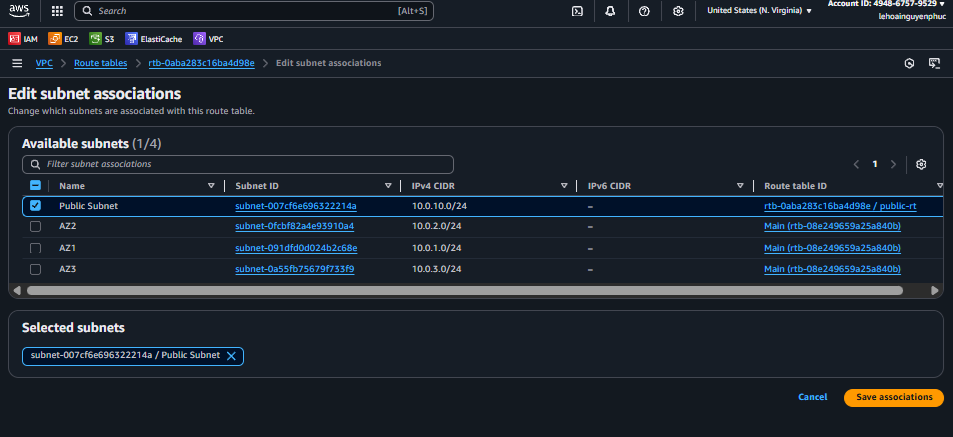 aws Search [Alt+S] United States (N. Virginia) Account ID: 4948-6757-9529
lehoainguyenphuc
IAM EC2 S3 ElastiCache VPC
VPC Route tables rtb-0aba283c16ba4d98e Edit subnet associations
Edit subnet associations
Change which subnets are associated with this route table.
Available subnets (1/4)
Filter subnet associations 1
Name Subnet ID IPv4 CIDR IPv6 CIDR Route table ID
Public Subnet subnet-007cf6e696322214a 10.0.10.0/24 – rtb-0aba283c16ba4d98e / public-rt
AZ2 subnet-0fcbf82a4e93910a4 10.0.2.0/24 – Main (rtb-08e249659a25a840b)
AZ1 subnet-091dfd0d024b2c68e 10.0.1.0/24 – Main (rtb-08e249659a25a840b)
AZ3 subnet-0a55fb75679f733f9 10.0.3.0/24 – Main (rtb-08e249659a25a840b)
Selected subnets
subnet-007cf6e696322214a / Public Subnet
Cancel Save associations